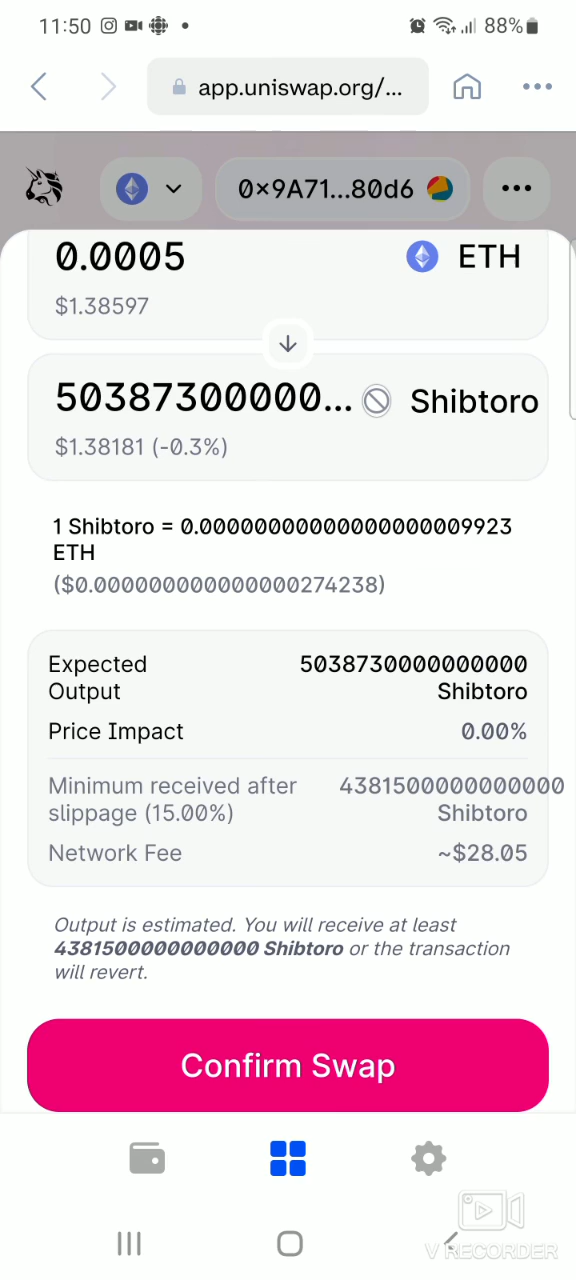 11:50
88%
app.uniswap.org/...
0×9A71...80d6
0.0005
ETH
$1.38597
50387300000...
Shibtoro
$1.38181 (-0.3%)
1 Shibtoro = 0.00000000000000000009923
ETH
($0.000000000000000274238)
Expected
5038730000000000
Output
Shibtoro
Price Impact
0.00%
Minimum received after
4381500000000000
slippage (15.00%)
Shibtoro
Network Fee
~$28.05
Output is estimated. You will receive at least
4381500000000000 Shibtoro or the transaction
will revert.
Confirm Swap
V RECORDER